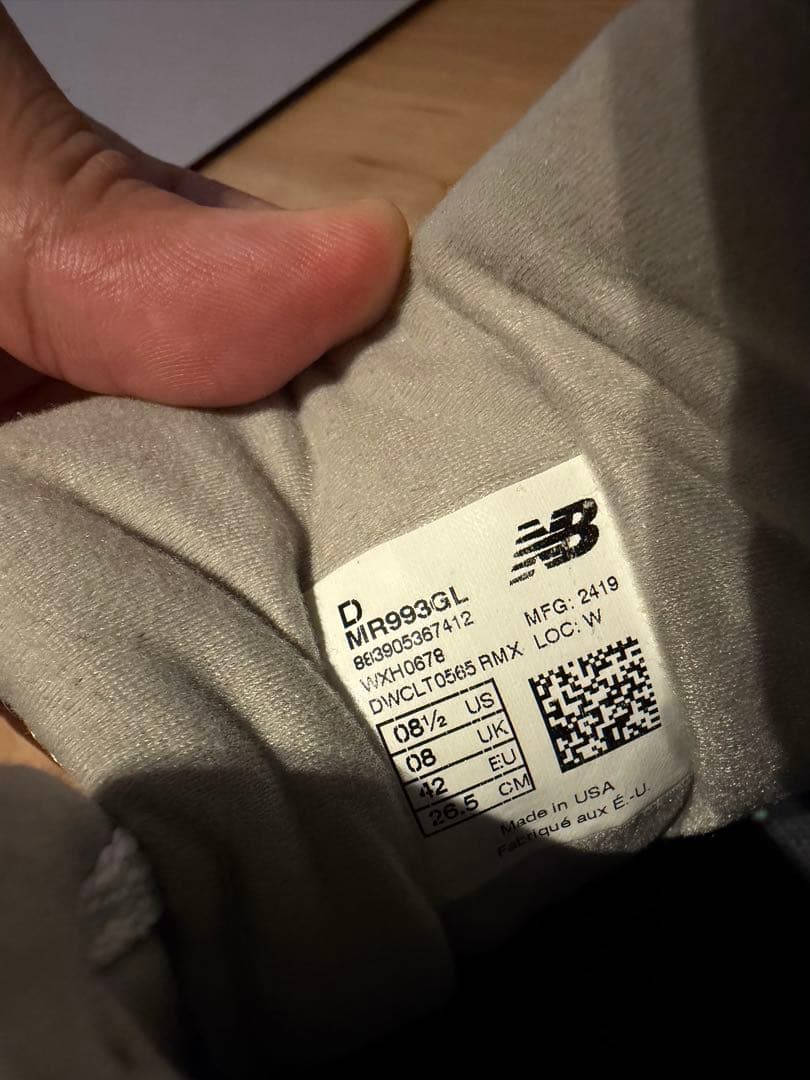 NB
D
MR993GL
883905367412
WXH0678
DWCLT0565 RMX
MFG: 2419
LOC: W
08½ US
08 UK
42 EU
26.5 CM
Made in USA
Fabriqué aux É.-U.